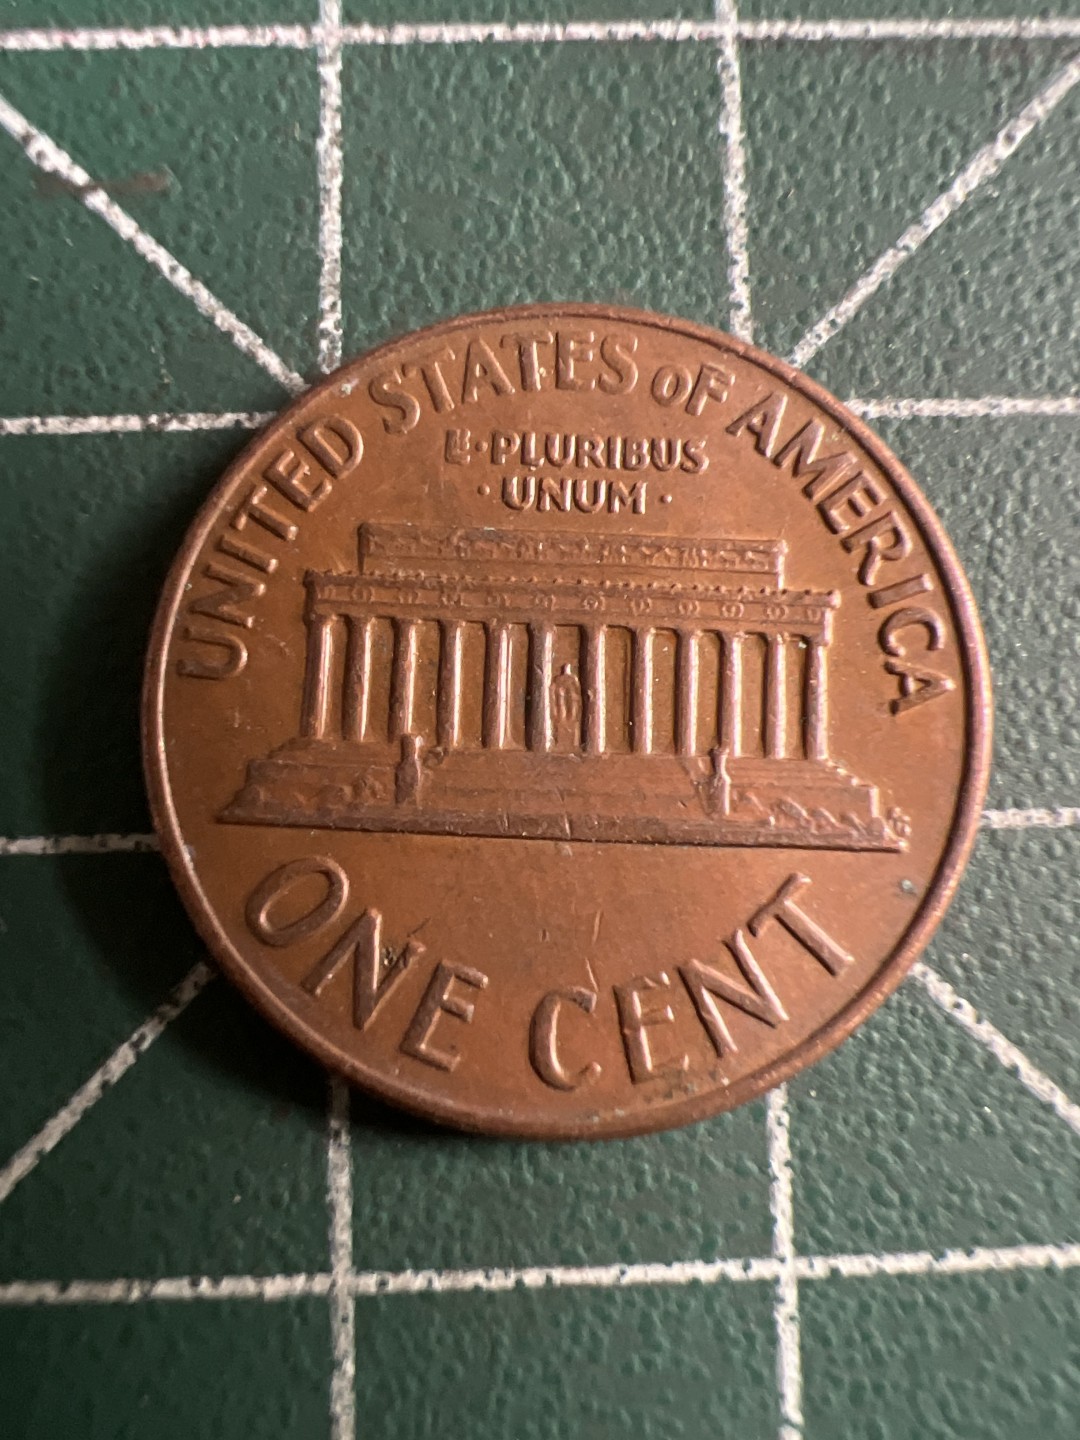 UNITED STATES OF AMERICA
E·PLURIBUS
·UNUM·
ONE CENT